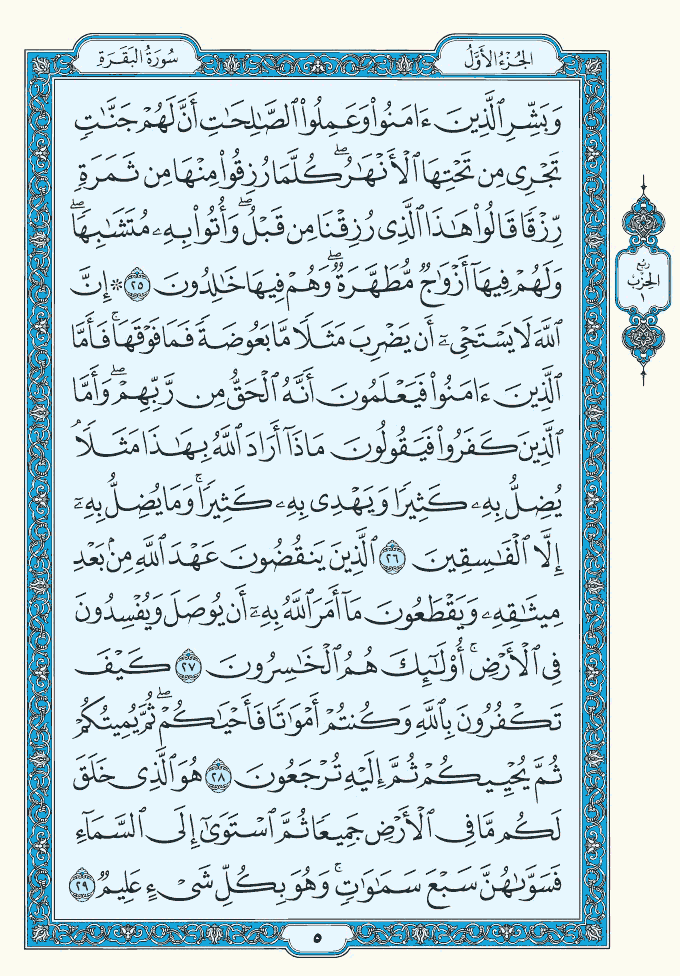 الجُزْءُ الأَوَّلُ
سُورَةُ البَقَرَةِ
وَبَشِّرِ ٱلَّذِينَ ءَامَنُوا۟ وَعَمِلُوا۟ ٱلصَّـٰلِحَـٰتِ أَنَّ لَهُمْ جَنَّـٰتٍ
تَجْرِى مِن تَحْتِهَا ٱلْأَنْهَـٰرُ ۖ كُلَّمَا رُزِقُوا۟ مِنْهَا مِن ثَمَرَةٍ
رِّزْقًا قَالُوا۟ هَـٰذَا ٱلَّذِى رُزِقْنَا مِن قَبْلُ ۖ وَأُتُوا۟ بِهِۦ مُتَشَـٰبِهًا ۖ
وَلَهُمْ فِيهَآ أَزْوَٰجٌ مُّطَهَّرَةٌ ۖ وَهُمْ فِيهَا خَـٰلِدُونَ ٢٥ ۞ إِنَّ
ٱللَّهَ لَا يَسْتَحْىِۦٓ أَن يَضْرِبَ مَثَلًا مَّا بَعُوضَةً فَمَا فَوْقَهَا ۚ فَأَمَّا
ٱلَّذِينَ ءَامَنُوا۟ فَيَعْلَمُونَ أَنَّهُ ٱلْحَقُّ مِن رَّبِّهِمْ ۖ وَأَمَّا
ٱلَّذِينَ كَفَرُوا۟ فَيَقُولُونَ مَاذَآ أَرَادَ ٱللَّهُ بِهَـٰذَا مَثَلًا ۘ
يُضِلُّ بِهِۦ كَثِيرًا وَيَهْدِى بِهِۦ كَثِيرًا ۚ وَمَا يُضِلُّ بِهِۦٓ
إِلَّا ٱلْفَـٰسِقِينَ ٢٦ ٱلَّذِينَ يَنقُضُونَ عَهْدَ ٱللَّهِ مِنۢ بَعْدِ
مِيثَـٰقِهِۦ وَيَقْطَعُونَ مَآ أَمَرَ ٱللَّهُ بِهِۦٓ أَن يُوصَلَ وَيُفْسِدُونَ
فِى ٱلْأَرْضِ ۚ أُو۟لَـٰٓئِكَ هُمُ ٱلْخَـٰسِرُونَ ٢٧ كَيْفَ
تَكْفُرُونَ بِٱللَّهِ وَكُنتُمْ أَمْوَٰتًا فَأَحْيَـٰكُمْ ۖ ثُمَّ يُمِيتُكُمْ
ثُمَّ يُحْيِيكُمْ ثُمَّ إِلَيْهِ تُرْجَعُونَ ٢٨ هُوَ ٱلَّذِى خَلَقَ
لَكُم مَّا فِى ٱلْأَرْضِ جَمِيعًا ثُمَّ ٱسْتَوَىٰٓ إِلَى ٱلسَّمَآءِ
فَسَوَّىٰهُنَّ سَبْعَ سَمَـٰوَٰتٍ ۚ وَهُوَ بِكُلِّ شَىْءٍ عَلِيمٌ ٢٩
رُبع
الحِزْبِ
١
٥